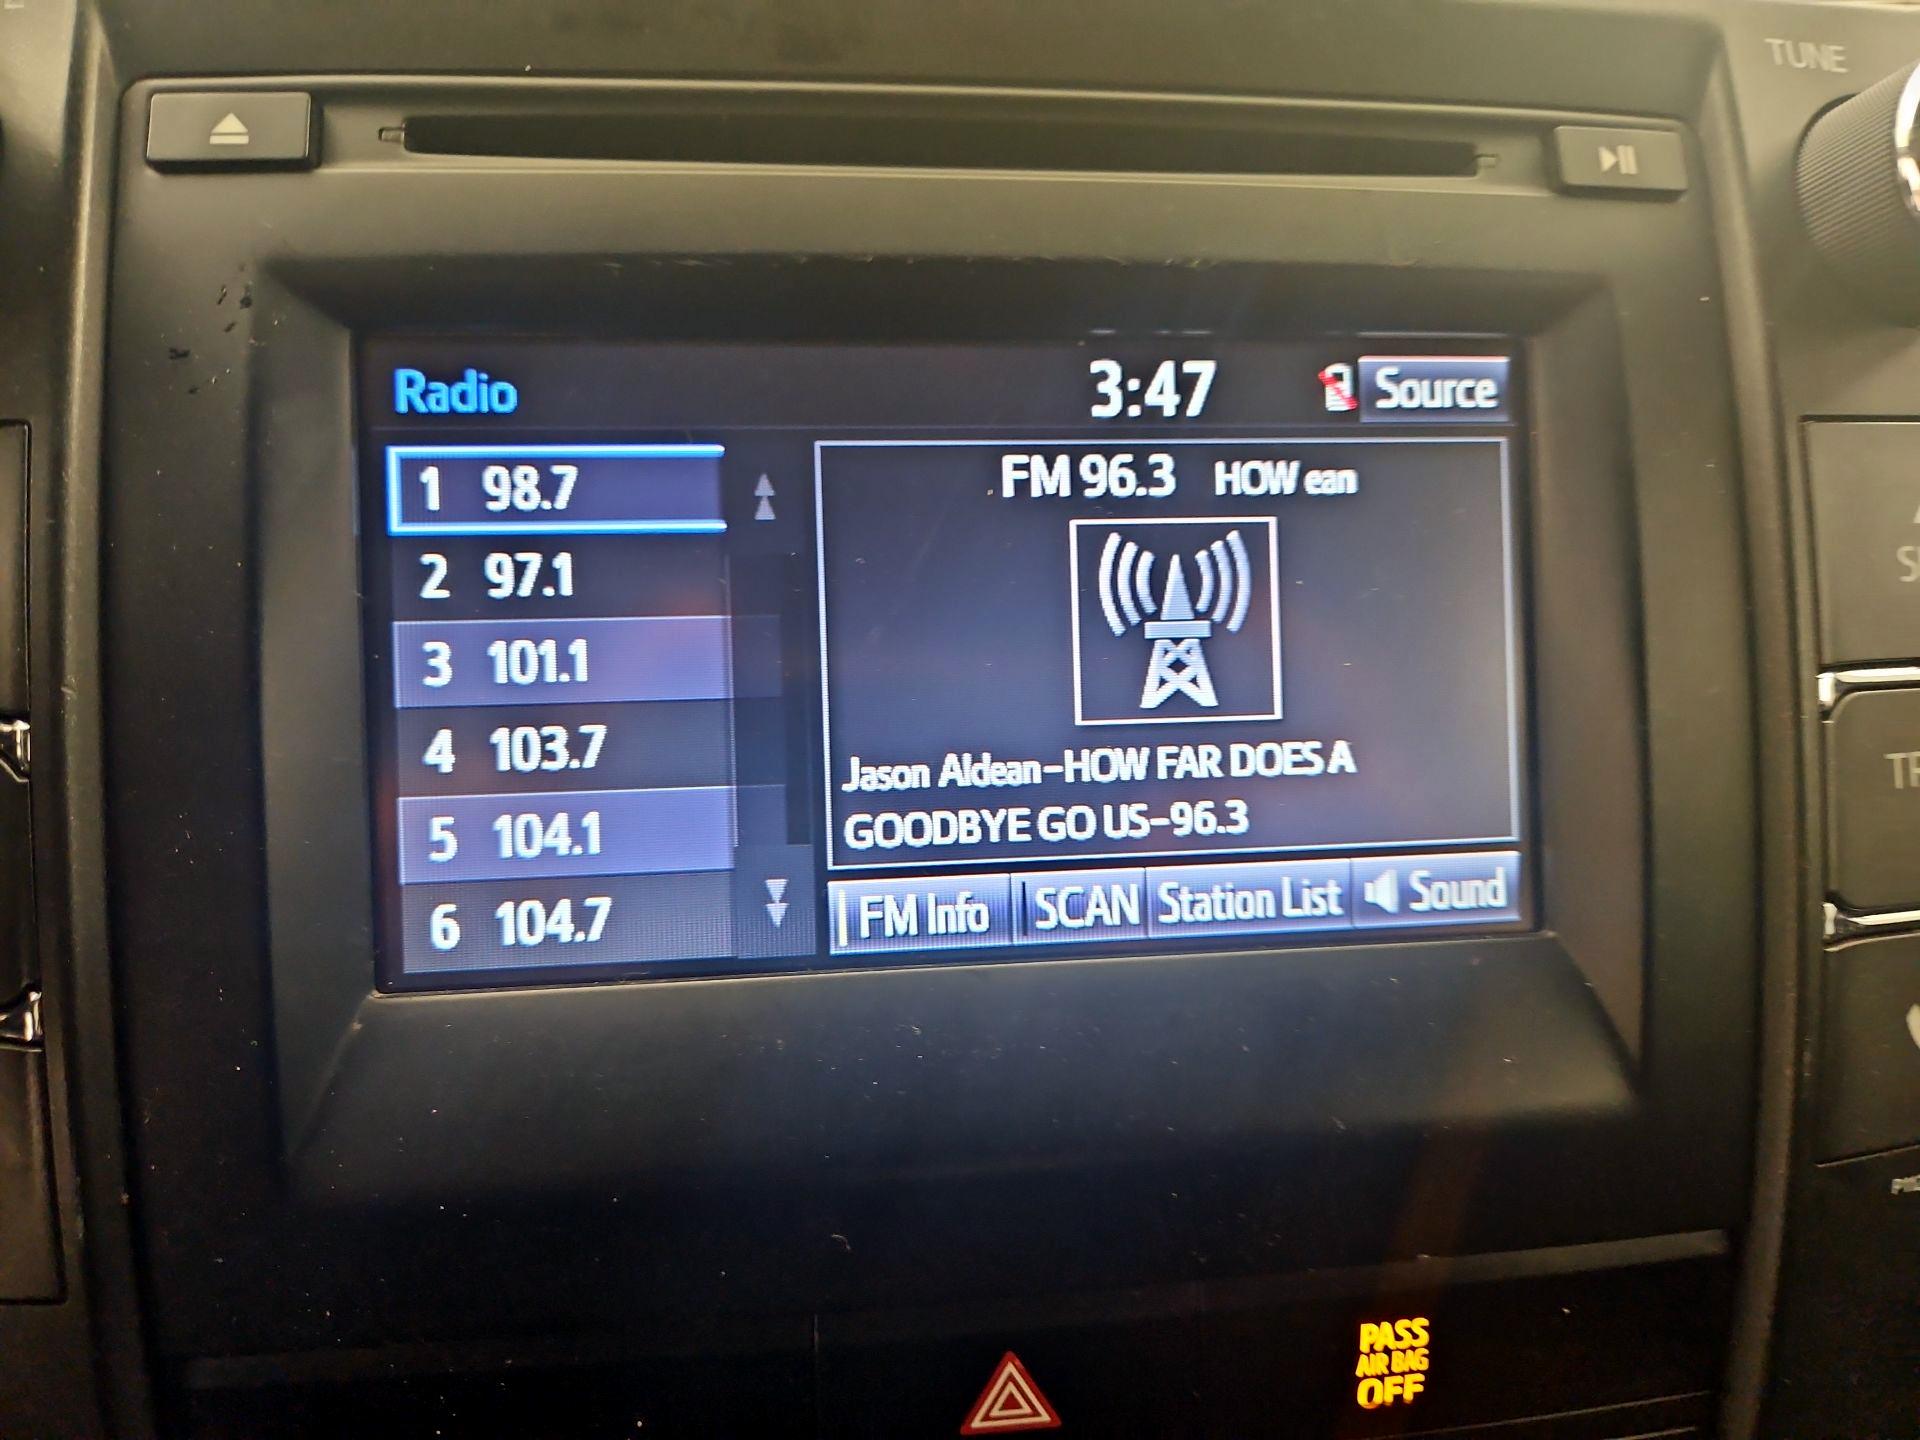 TUNE
Radio
3:47
Source
1 98.7
2 97.1
3 101.1
4 103.7
5 104.1
6 104.7
FM 96.3 HOW ean
Jason Aldean-HOW FAR DOES A
GOODBYE GO US-96.3
FM Info
SCAN
Station List
Sound
PASS
AIR BAG
OFF